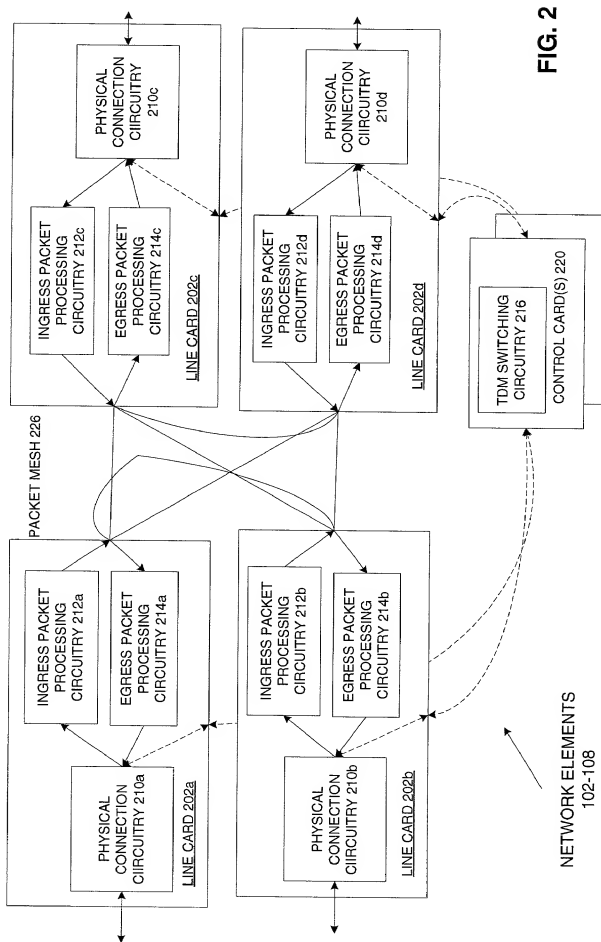 FIG. 2
PACKET MESH 226
PHYSICAL
CONNECTION
CIIRCUITRY
210c
INGRESS PACKET
PROCESSING
CIRCUITRY 212c
EGRESS PACKET
PROCESSING
CIRCUITRY 214c
LINE CARD 202c
PHYSICAL
CONNECTION
CIIRCUITRY
210d
INGRESS PACKET
PROCESSING
CIRCUITRY 212d
EGRESS PACKET
PROCESSING
CIRCUITRY 214d
LINE CARD 202d
INGRESS PACKET
PROCESSING
CIRCUITRY 212a
EGRESS PACKET
PROCESSING
CIRCUITRY 214a
PHYSICAL
CONNECTION
CIIRCUITRY 210a
LINE CARD 202a
INGRESS PACKET
PROCESSING
CIRCUITRY 212b
EGRESS PACKET
PROCESSING
CIRCUITRY 214b
PHYSICAL
CONNECTION
CIIRCUITRY 210b
LINE CARD 202b
TDM SWITCHING
CIRCUITRY 216
CONTROL CARD(S) 220
NETWORK ELEMENTS
102-108